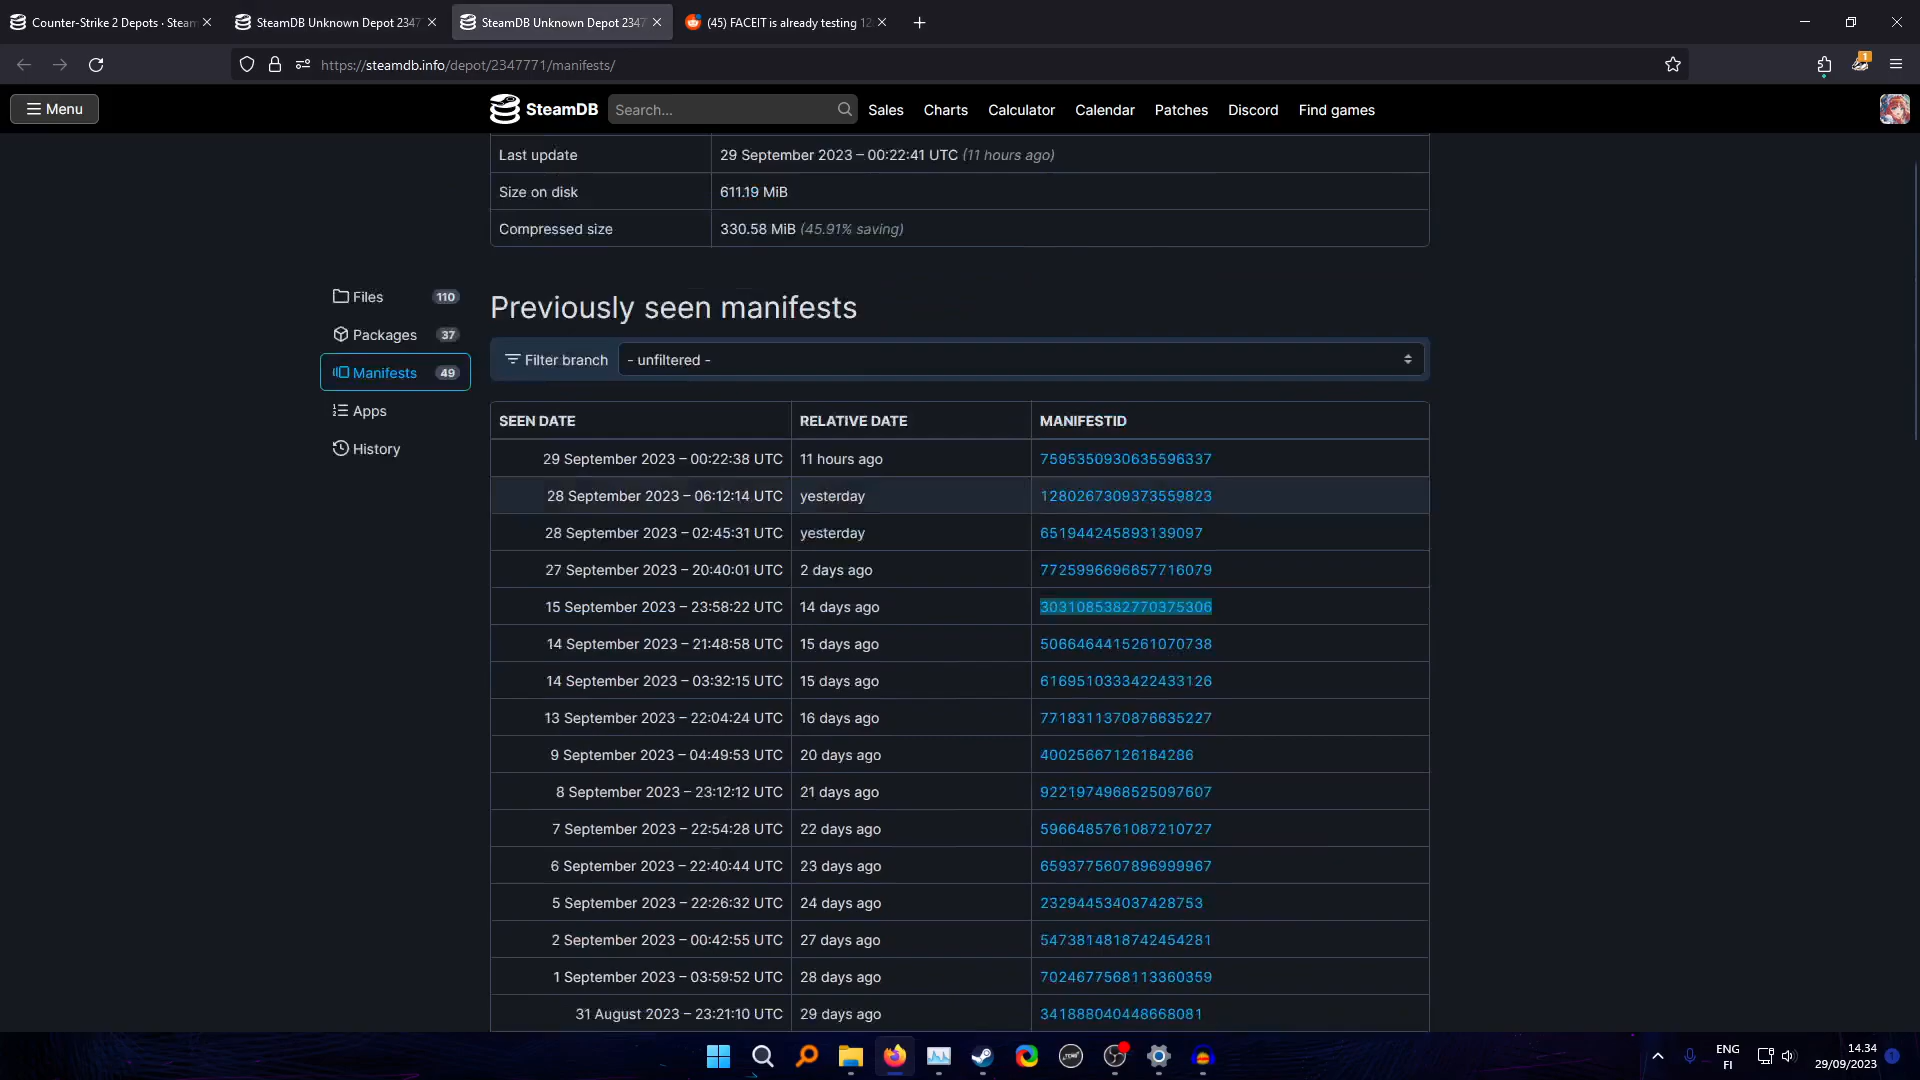 Counter-Strike 2 Depots · Steam
SteamDB Unknown Depot 2347
SteamDB Unknown Depot 2347
(45) FACEIT is already testing 12
https://steamdb.info/depot/2347771/manifests/
1
Menu
SteamDB
Search...
Sales
Charts
Calculator
Calendar
Patches
Discord
Find games
Last update 29 September 2023 – 00:22:41 UTC (11 hours ago)
Size on disk 611.19 MiB
Compressed size 330.58 MiB (45.91% saving)
Files 110
Packages 37
Manifests 49
Apps
History
Previously seen manifests
Filter branch - unfiltered -
SEEN DATE RELATIVE DATE MANIFESTID
29 September 2023 – 00:22:38 UTC 11 hours ago 7595350930635596337
28 September 2023 – 06:12:14 UTC yesterday 1280267309373559823
28 September 2023 – 02:45:31 UTC yesterday 651944245893139097
27 September 2023 – 20:40:01 UTC 2 days ago 7725996696657716079
15 September 2023 – 23:58:22 UTC 14 days ago 3031085382770375306
14 September 2023 – 21:48:58 UTC 15 days ago 5066464415261070738
14 September 2023 – 03:32:15 UTC 15 days ago 6169510333422433126
13 September 2023 – 22:04:24 UTC 16 days ago 7718311370876635227
9 September 2023 – 04:49:53 UTC 20 days ago 40025667126184286
8 September 2023 – 23:12:12 UTC 21 days ago 9221974968525097607
7 September 2023 – 22:54:28 UTC 22 days ago 5966485761087210727
6 September 2023 – 22:40:44 UTC 23 days ago 6593775607896999967
5 September 2023 – 22:26:32 UTC 24 days ago 232944534037428753
2 September 2023 – 00:42:55 UTC 27 days ago 5473814818742454281
1 September 2023 – 03:59:52 UTC 28 days ago 7024677568113360359
31 August 2023 – 23:21:10 UTC 29 days ago 341888040448668081
ENG
FI
14.34
29/09/2023
1